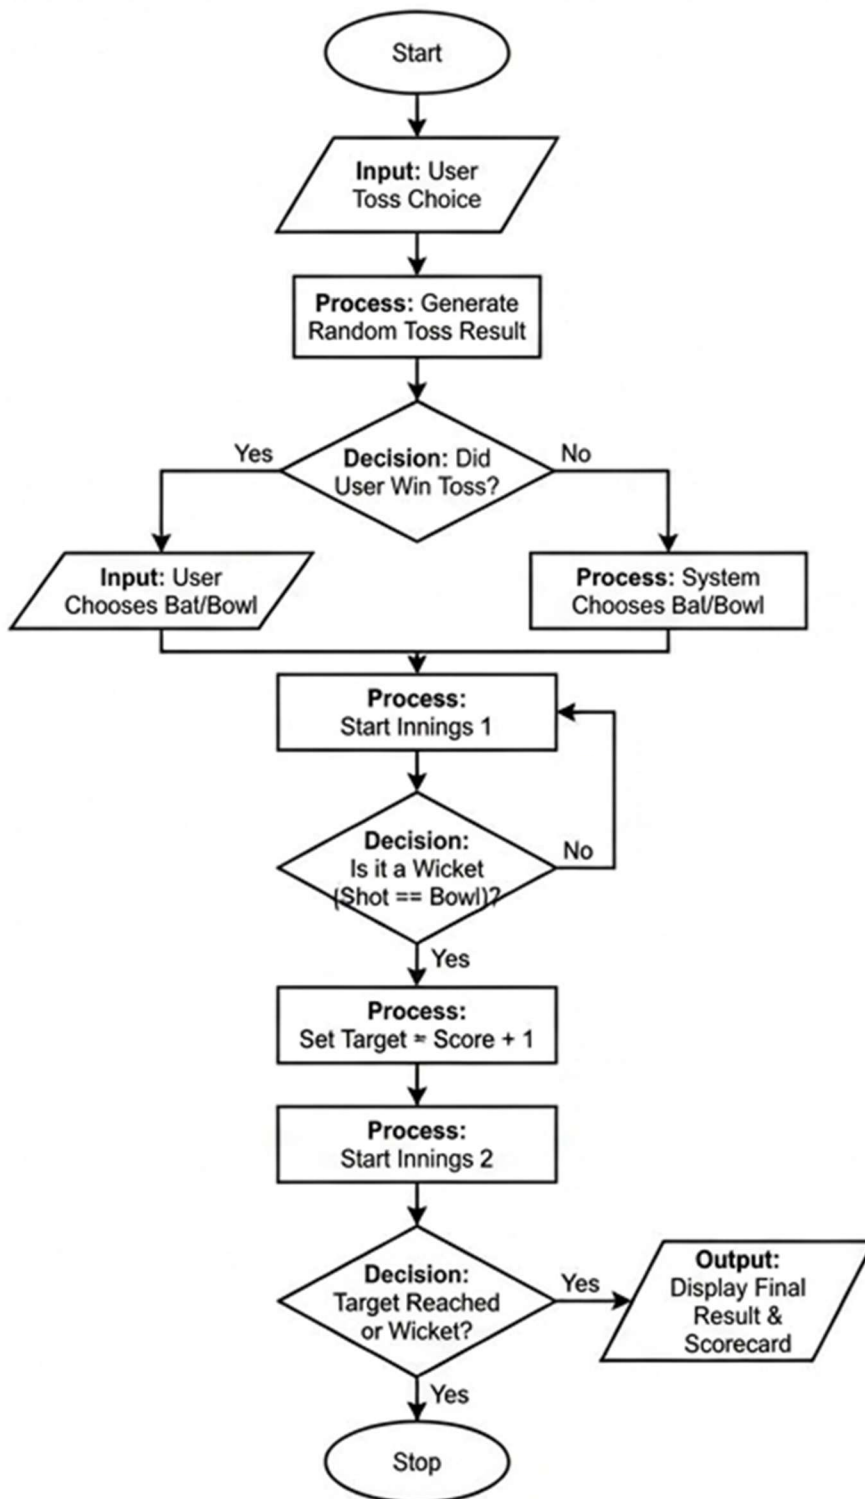 Start
Input: User
Toss Choice
Process: Generate
Random Toss Result
Decision: Did
User Win Toss?
Yes
No
Input: User
Chooses Bat/Bowl
Process: System
Chooses Bal/Bowl
Process:
Start Innings 1
Decision:
Is it a Wicket
(Shot == Bowl)?
No
Yes
Process:
Set Target = Score + 1
Process:
Start Innings 2
Decision:
Target Reached
or Wicket?
Yes
Output:
Display Final
Result &
Scorecard
Yes
Stop